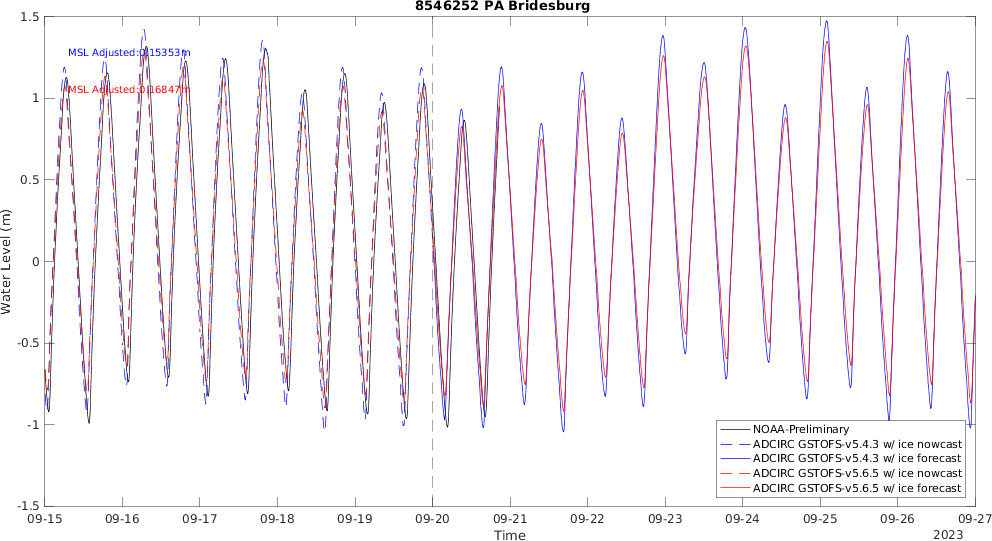 8546252 PA Bridesburg
MSL Adjusted:0.15353m
MSL Adjusted:0.16847m
Water Level (m)
1.5
1
0.5
0
-0.5
-1
-1.5
NOAA-Preliminary
ADCIRC GSTOFS-v5.4.3 w/ ice nowcast
ADCIRC GSTOFS-v5.4.3 w/ ice forecast
ADCIRC GSTOFS-v5.6.5 w/ ice nowcast
ADCIRC GSTOFS-v5.6.5 w/ ice forecast
09-15 09-16 09-17 09-18 09-19 09-20 09-21 09-22 09-23 09-24 09-25 09-26 09-27
Time
2023